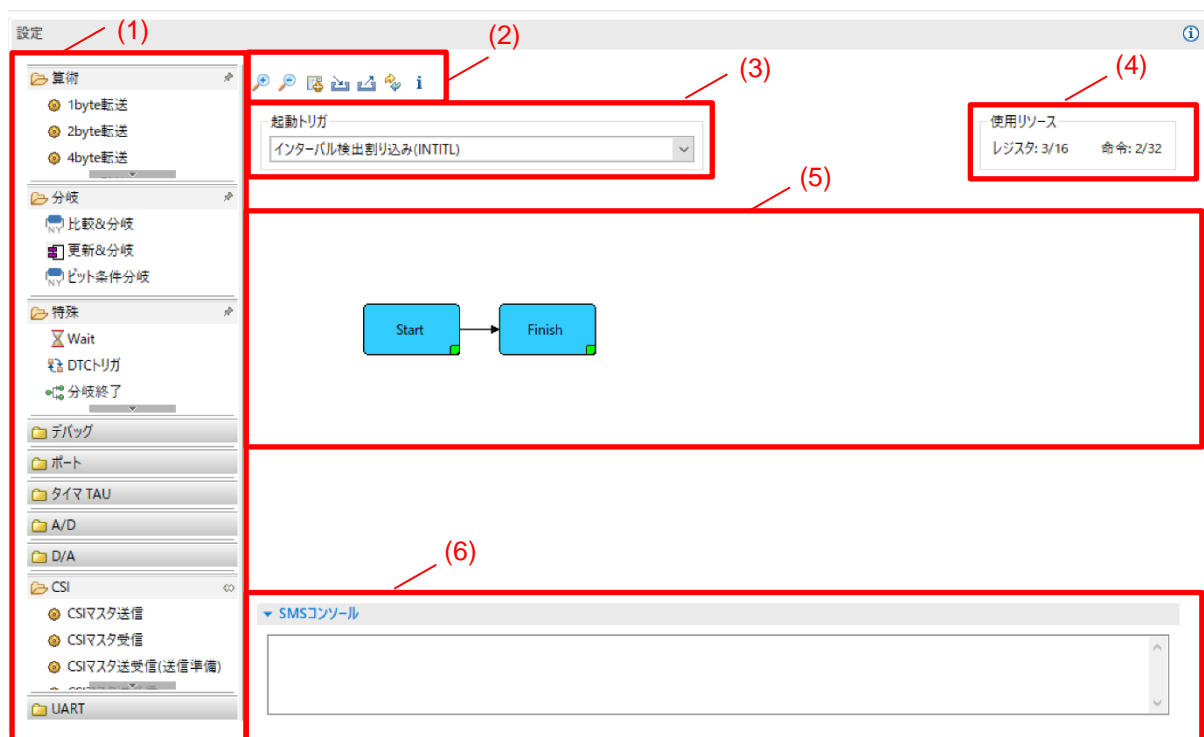 設定
(1)
(2)
(3)
(4)
(5)
(6)
算術
1byte転送
2byte転送
4byte転送
分岐
比較&分岐
更新&分岐
ビット条件分岐
特殊
Wait
DTCトリガ
分岐終了
デバッグ
ポート
タイマ TAU
A/D
D/A
CSI
CSIマスタ送信
CSIマスタ受信
CSIマスタ送受信(送信準備)
UART
起動トリガ
インターバル検出割り込み(INTITL)
使用リソース
レジスタ: 3/16 命令: 2/32
Start
Finish
SMSコンソール